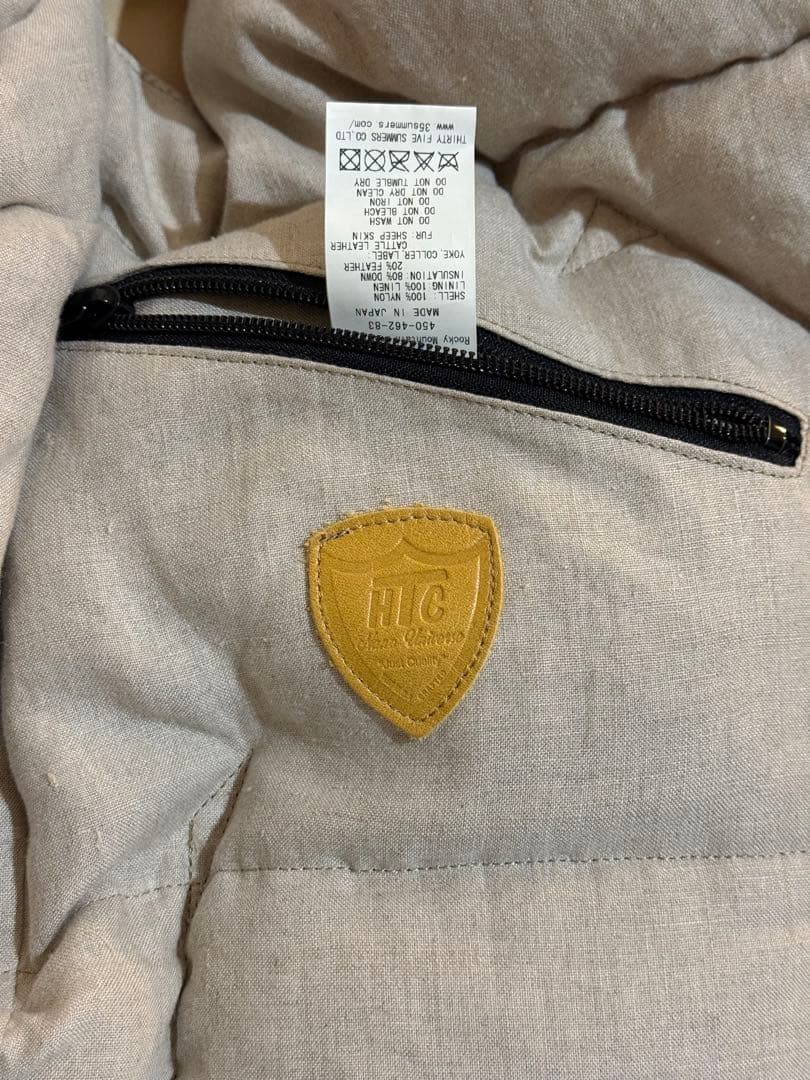 Rocky Mountain
450-462-83
MADE IN JAPAN
SHELL: 100% NYLON
LINING:100% LINEN
INSULATION: 80% DOWN
20% FEATHER
YOKE, COLLER, LABEL:
CATTLE LEATHER
FUR: SHEEP SKIN
DO NOT WASH
DO NOT BLEACH
DO NOT IRON
DO NOT DRY CLEAN
DO NOT TUMBLE DRY
THIRTY FIVE SUMMERS CO.,LTD
www.35summers.com/
HTC
"Just Quality"